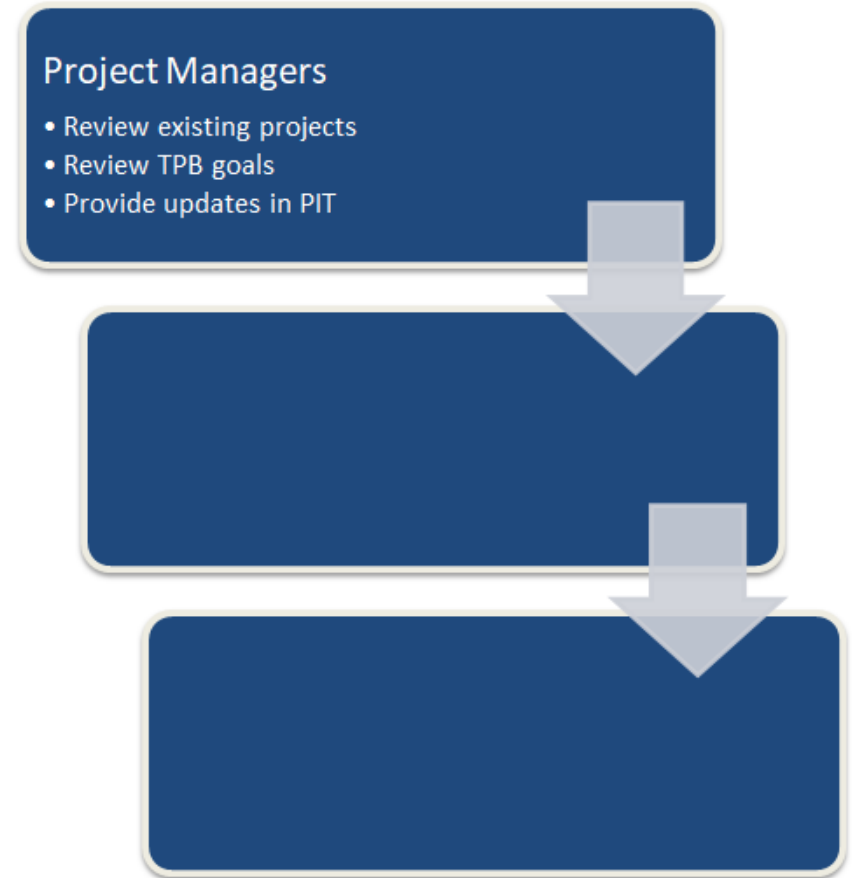 Project Managers
• Review existing projects
• Review TPB goals
• Provide updates in PIT